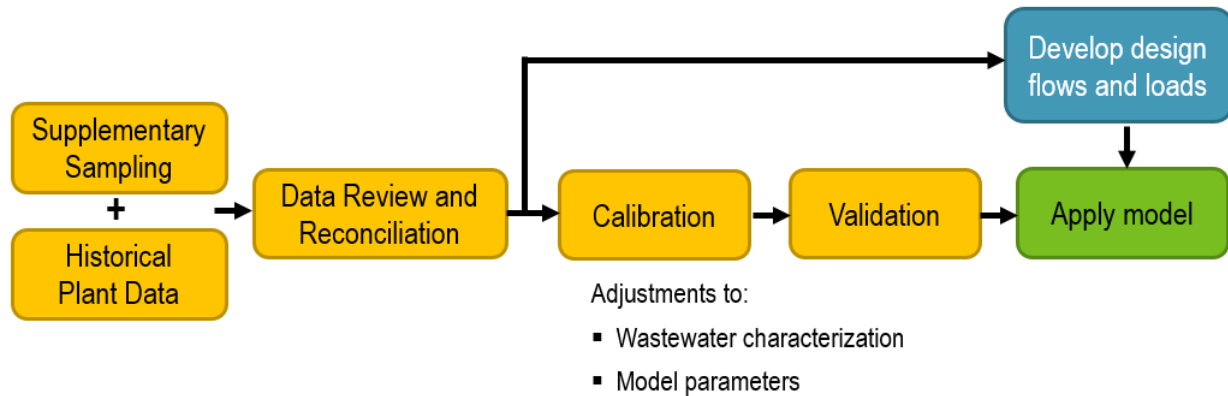 Supplementary
Sampling
+
Historical
Plant Data
Data Review and
Reconciliation
Calibration
Validation
Develop design
flows and loads
Apply model
Adjustments to:
▪ Wastewater characterization
▪ Model parameters